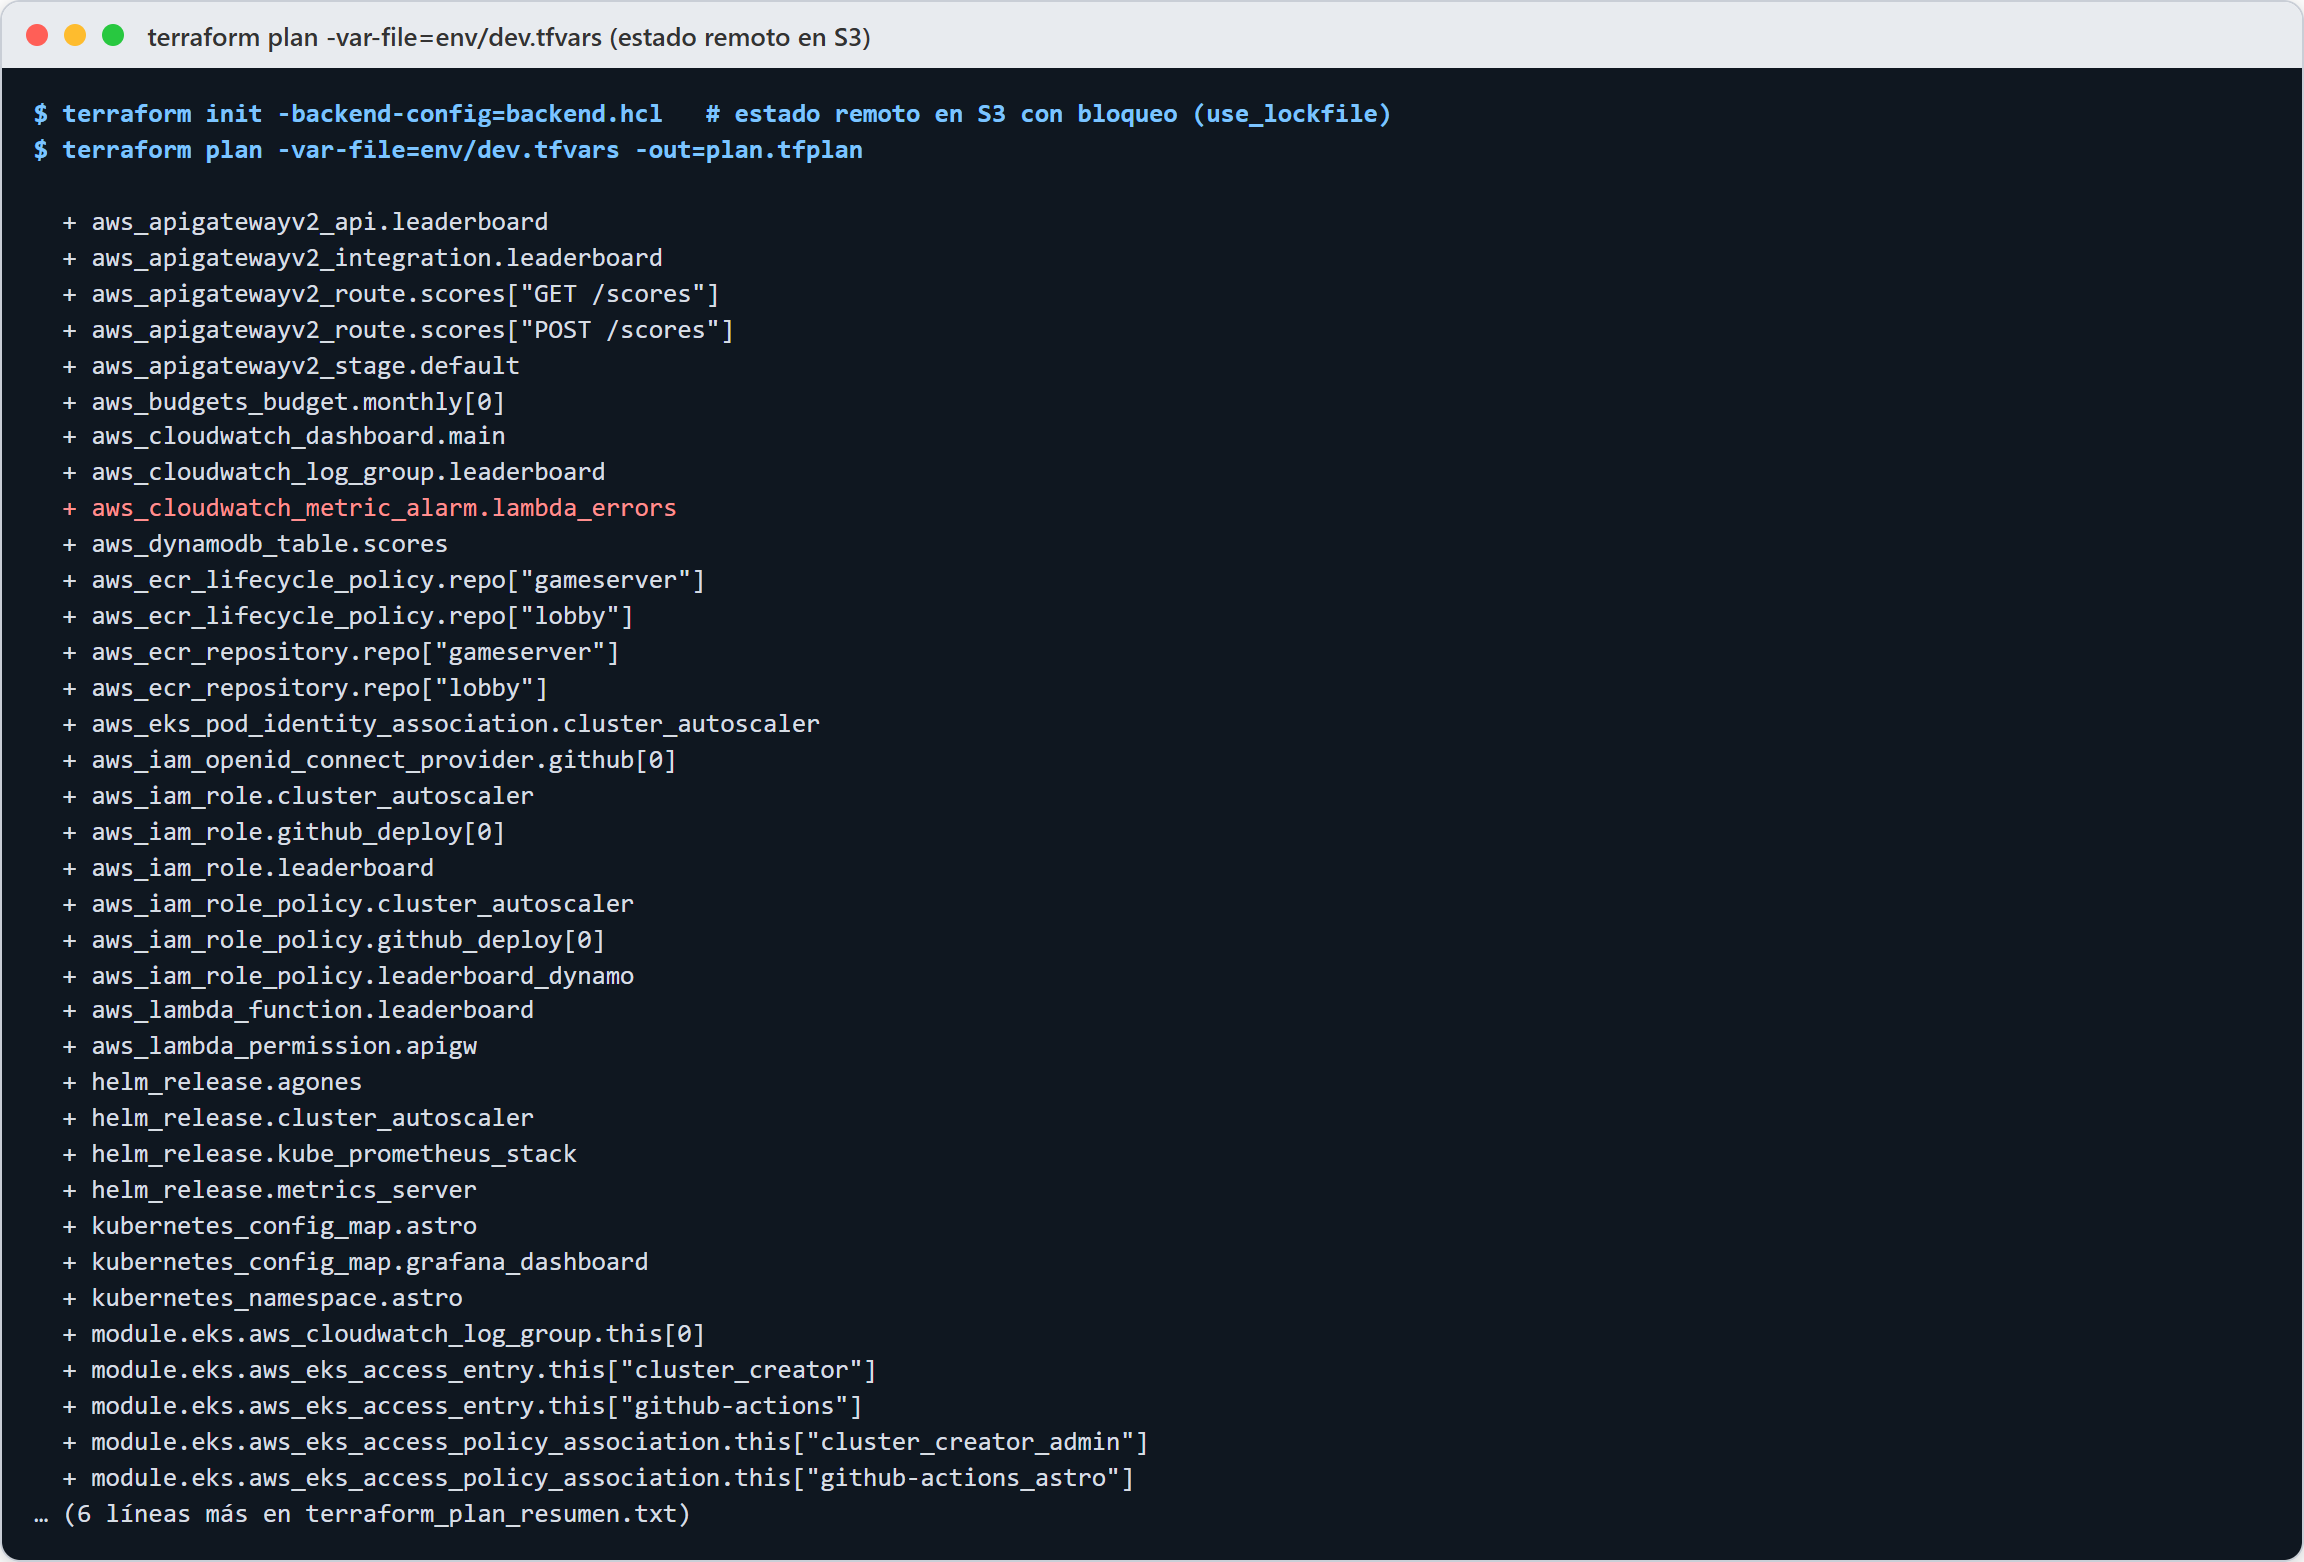 terraform plan -var-file=env/dev.tfvars (estado remoto en S3)
$ terraform init -backend-config=backend.hcl   # estado remoto en S3 con bloqueo (use_lockfile)
$ terraform plan -var-file=env/dev.tfvars -out=plan.tfplan
+ aws_apigatewayv2_api.leaderboard
+ aws_apigatewayv2_integration.leaderboard
+ aws_apigatewayv2_route.scores["GET /scores"]
+ aws_apigatewayv2_route.scores["POST /scores"]
+ aws_apigatewayv2_stage.default
+ aws_budgets_budget.monthly[0]
+ aws_cloudwatch_dashboard.main
+ aws_cloudwatch_log_group.leaderboard
+ aws_cloudwatch_metric_alarm.lambda_errors
+ aws_dynamodb_table.scores
+ aws_ecr_lifecycle_policy.repo["gameserver"]
+ aws_ecr_lifecycle_policy.repo["lobby"]
+ aws_ecr_repository.repo["gameserver"]
+ aws_ecr_repository.repo["lobby"]
+ aws_eks_pod_identity_association.cluster_autoscaler
+ aws_iam_openid_connect_provider.github[0]
+ aws_iam_role.cluster_autoscaler
+ aws_iam_role.github_deploy[0]
+ aws_iam_role.leaderboard
+ aws_iam_role_policy.cluster_autoscaler
+ aws_iam_role_policy.github_deploy[0]
+ aws_iam_role_policy.leaderboard_dynamo
+ aws_lambda_function.leaderboard
+ aws_lambda_permission.apigw
+ helm_release.agones
+ helm_release.cluster_autoscaler
+ helm_release.kube_prometheus_stack
+ helm_release.metrics_server
+ kubernetes_config_map.astro
+ kubernetes_config_map.grafana_dashboard
+ kubernetes_namespace.astro
+ module.eks.aws_cloudwatch_log_group.this[0]
+ module.eks.aws_eks_access_entry.this["cluster_creator"]
+ module.eks.aws_eks_access_entry.this["github-actions"]
+ module.eks.aws_eks_access_policy_association.this["cluster_creator_admin"]
+ module.eks.aws_eks_access_policy_association.this["github-actions_astro"]
… (6 líneas más en terraform_plan_resumen.txt)